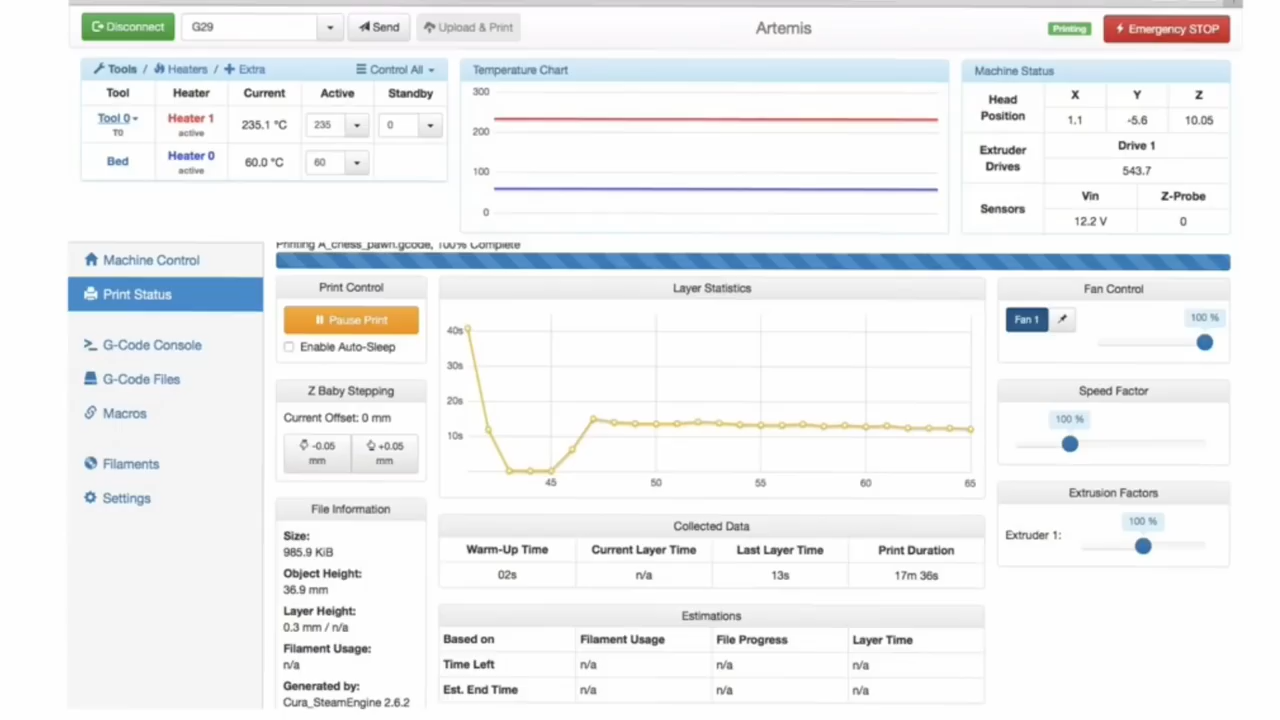 Disconnect G29 Send Upload & Print Artemis Printing Emergency STOP
Tools / Heaters / Extra Control All
Tool Heater Current Active Standby
Tool 0 Heater 1 235.1 °C 235 0
T0 active
Bed Heater 0 60.0 °C 60
active
Temperature Chart
300
200
100
0
Machine Status
Head Position X Y Z
1.1 -5.6 10.05
Extruder Drives Drive 1
543.7
Sensors Vin Z-Probe
12.2 V 0
Machine Control
Print Status
G-Code Console
G-Code Files
Macros
Filaments
Settings
Printing A_chess_pawn.gcode, 100% Complete
Print Control
Pause Print
Enable Auto-Sleep
Z Baby Stepping
Current Offset: 0 mm
-0.05 +0.05
mm mm
File Information
Size:
985.9 KiB
Object Height:
36.9 mm
Layer Height:
0.3 mm / n/a
Filament Usage:
n/a
Generated by:
Cura_SteamEngine 2.6.2
Layer Statistics
40s
30s
20s
10s
45 50 55 60 65
Collected Data
Warm-Up Time Current Layer Time Last Layer Time Print Duration
02s n/a 13s 17m 36s
Estimations
Based on Filament Usage File Progress Layer Time
Time Left n/a n/a n/a
Est. End Time n/a n/a n/a
Fan Control
Fan 1 100 %
Speed Factor
100 %
Extrusion Factors
100 %
Extruder 1: